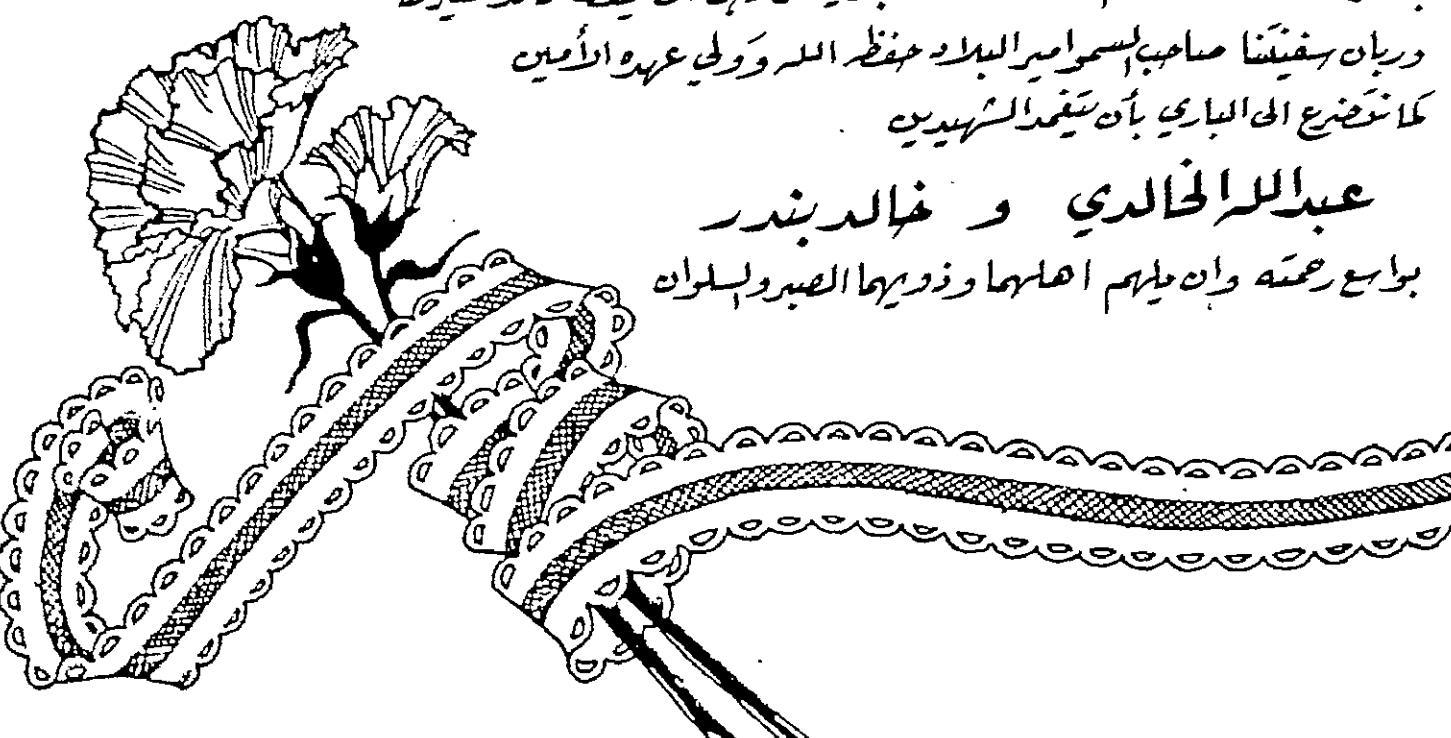 وربان سفينتنا صاحب السمو امير البلاد حفظه الله وَولي عهده الأمين
كما نتضرع الى الباري بأن يتغمد الشهيدين
عبدالله الخالدي و خالد بندر
بواسع رحمته وان يلهم اهلهما وذويهما الصبر والسلوان